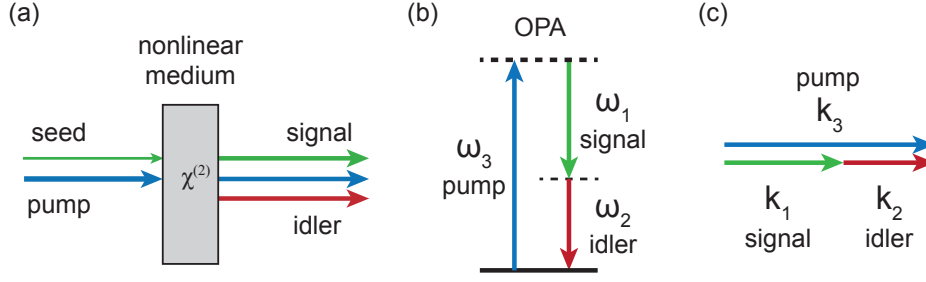 (a)
nonlinear
medium
seed
pump
χ(2)
signal
idler
(b)
OPA
ω3
pump
ω1
signal
ω2
idler
(c)
pump
k3
k1
signal
k2
idler